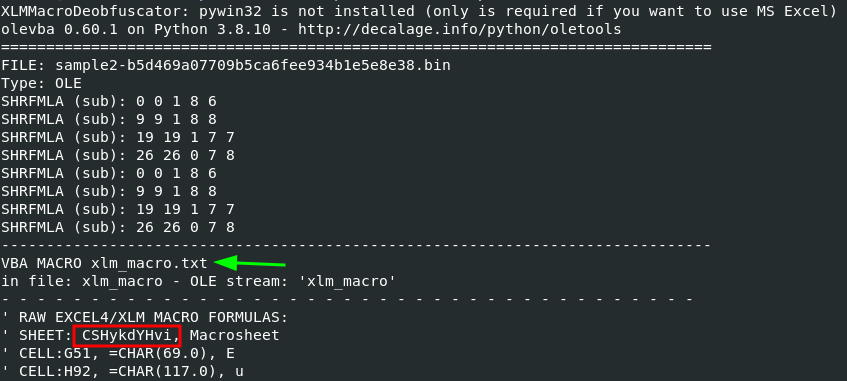 XLMMacroDeobfuscator: pywin32 is not installed (only is required if you want to use MS Excel)
olevba 0.60.1 on Python 3.8.10 - http://decalage.info/python/oletools
===============================================================================
FILE: sample2-b5d469a07709b5ca6fee934b1e5e8e38.bin
Type: OLE
SHRFMLA (sub): 0 0 1 8 6
SHRFMLA (sub): 9 9 1 8 8
SHRFMLA (sub): 19 19 1 7 7
SHRFMLA (sub): 26 26 0 7 8
SHRFMLA (sub): 0 0 1 8 6
SHRFMLA (sub): 9 9 1 8 8
SHRFMLA (sub): 19 19 1 7 7
SHRFMLA (sub): 26 26 0 7 8
-------------------------------------------------------------------------------
VBA MACRO xlm_macro.txt
in file: xlm_macro - OLE stream: 'xlm_macro'
- - - - - - - - - - - - - - - - - - - - - - - - - - - - - - - - - - - - - - -
' RAW EXCEL4/XLM MACRO FORMULAS:
' SHEET: CSHykdYHvi, Macrosheet
' CELL:G51, =CHAR(69.0), E
' CELL:H92, =CHAR(117.0), u